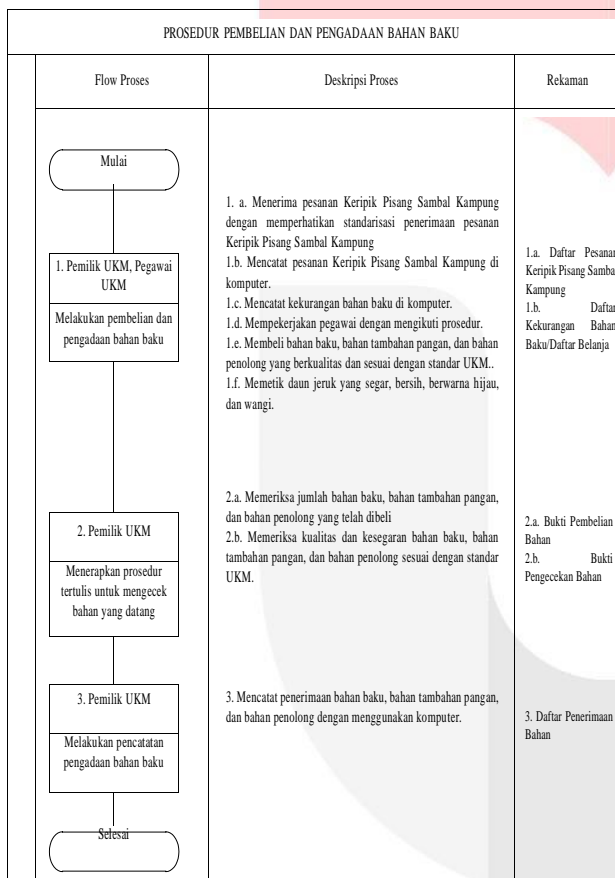 PROSEDUR PEMBELIAN DAN PENGADAAN BAHAN BAKU
Flow Proses
Deskripsi Proses
Rekaman
Mulai
1. Pemilik UKM, Pegawai
UKM
Melakukan pembelian dan
pengadaan bahan baku
1. a. Menerima pesanan Keripik Pisang Sambal Kampung
dengan memperhatikan standarisasi penerimaan pesanan
Keripik Pisang Sambal Kampung
1.b. Mencatat pesanan Keripik Pisang Sambal Kampung di
komputer.
1.c. Mencatat kekurangan bahan baku di komputer.
1.d. Mempekerjakan pegawai dengan mengikuti prosedur.
1.e. Membeli bahan baku, bahan tambahan pangan, dan bahan
penolong yang berkualitas dan sesuai dengan standar UKM..
1.f. Memetik daun jeruk yang segar, bersih, berwarna hijau,
dan wangi.
1.a. Daftar Pesanan
Keripik Pisang Sambal
Kampung
1.b. Daftar
Kekurangan Bahan
Baku/Daftar Belanja
2. Pemilik UKM
Menerapkan prosedur
tertulis untuk mengecek
bahan yang datang
2.a. Memeriksa jumlah bahan baku, bahan tambahan pangan,
dan bahan penolong yang telah dibeli
2.b. Memeriksa kualitas dan kesegaran bahan baku, bahan
tambahan pangan, dan bahan penolong sesuai dengan standar
UKM.
2.a. Bukti Pembelian
Bahan
2.b. Bukti
Pengecekan Bahan
3. Pemilik UKM
Melakukan pencatatan
pengadaan bahan baku
3. Mencatat penerimaan bahan baku, bahan tambahan pangan,
dan bahan penolong dengan menggunakan komputer.
3. Daftar Penerimaan
Bahan
Selesai